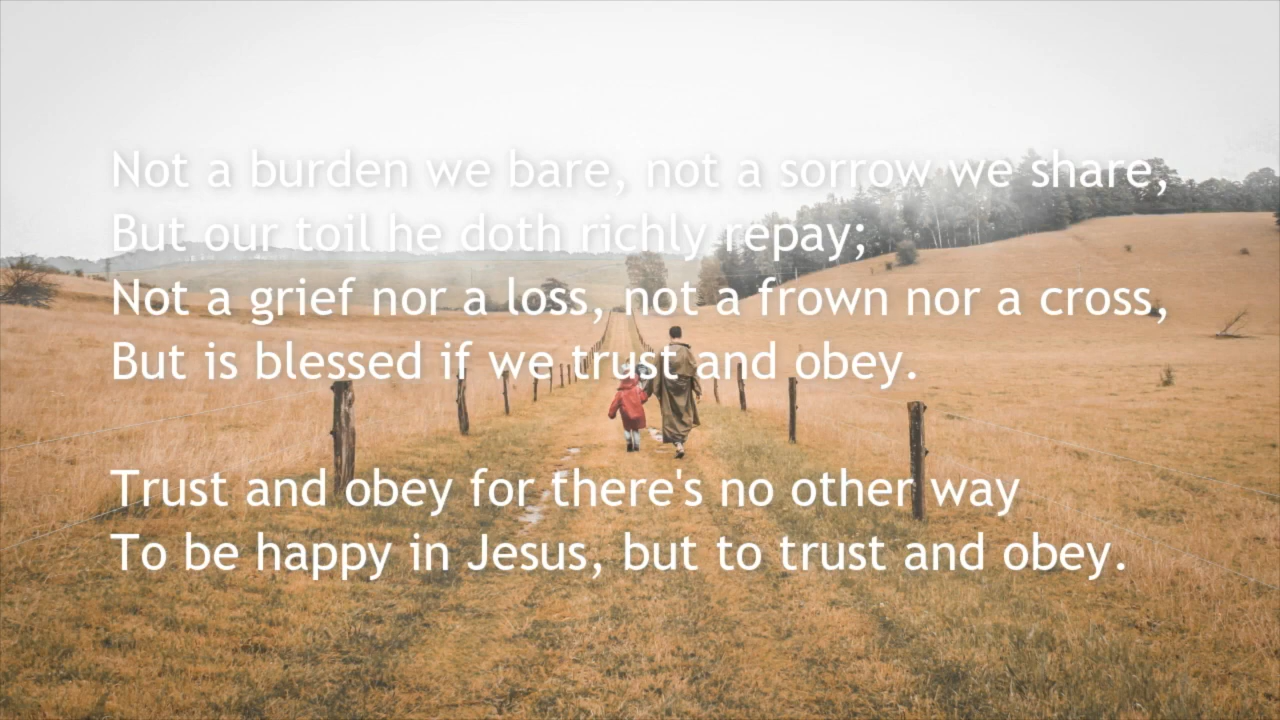 Not a burden we bare, not a sorrow we share,
But our toil he doth richly repay;
Not a grief nor a loss, not a frown nor a cross,
But is blessed if we trust and obey.
Trust and obey for there's no other way
To be happy in Jesus, but to trust and obey.